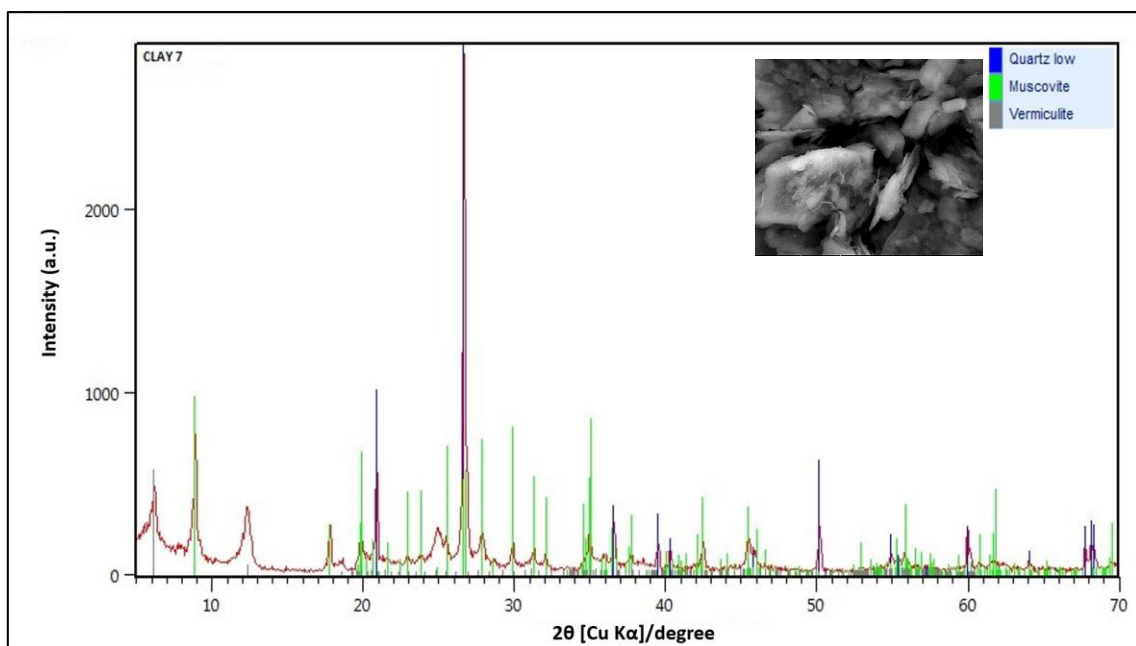 CLAY 7
Quartz low
Muscovite
Vermiculite
2000
1000
0
Intensity (a.u.)
10 20 30 40 50 60 70
2θ [Cu Kα]/degree